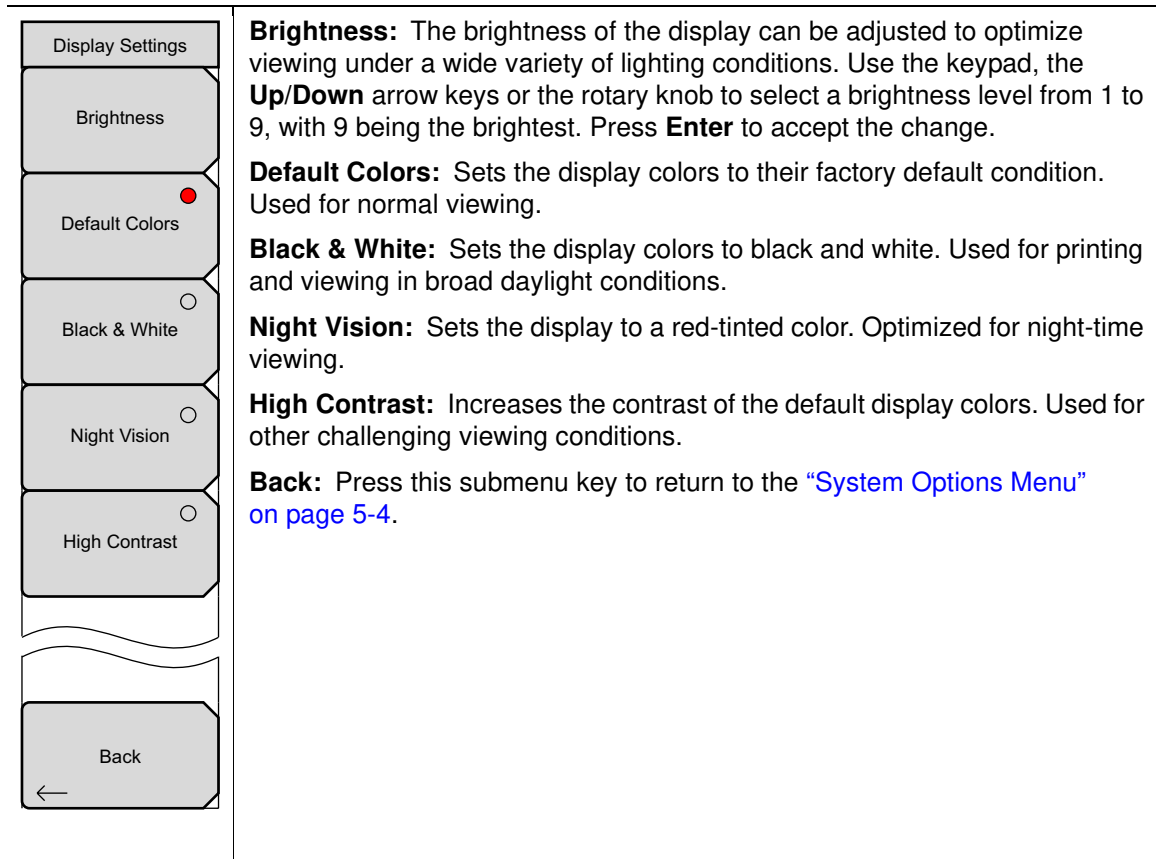 Display Settings
Brightness
Default Colors
Black & White
Night Vision
High Contrast
Back
Brightness: The brightness of the display can be adjusted to optimize
viewing under a wide variety of lighting conditions. Use the keypad, the
Up/Down arrow keys or the rotary knob to select a brightness level from 1 to
9, with 9 being the brightest. Press Enter to accept the change.
Default Colors: Sets the display colors to their factory default condition.
Used for normal viewing.
Black & White: Sets the display colors to black and white. Used for printing
and viewing in broad daylight conditions.
Night Vision: Sets the display to a red-tinted color. Optimized for night-time
viewing.
High Contrast: Increases the contrast of the default display colors. Used for
other challenging viewing conditions.
Back: Press this submenu key to return to the “System Options Menu”
on page 5-4.